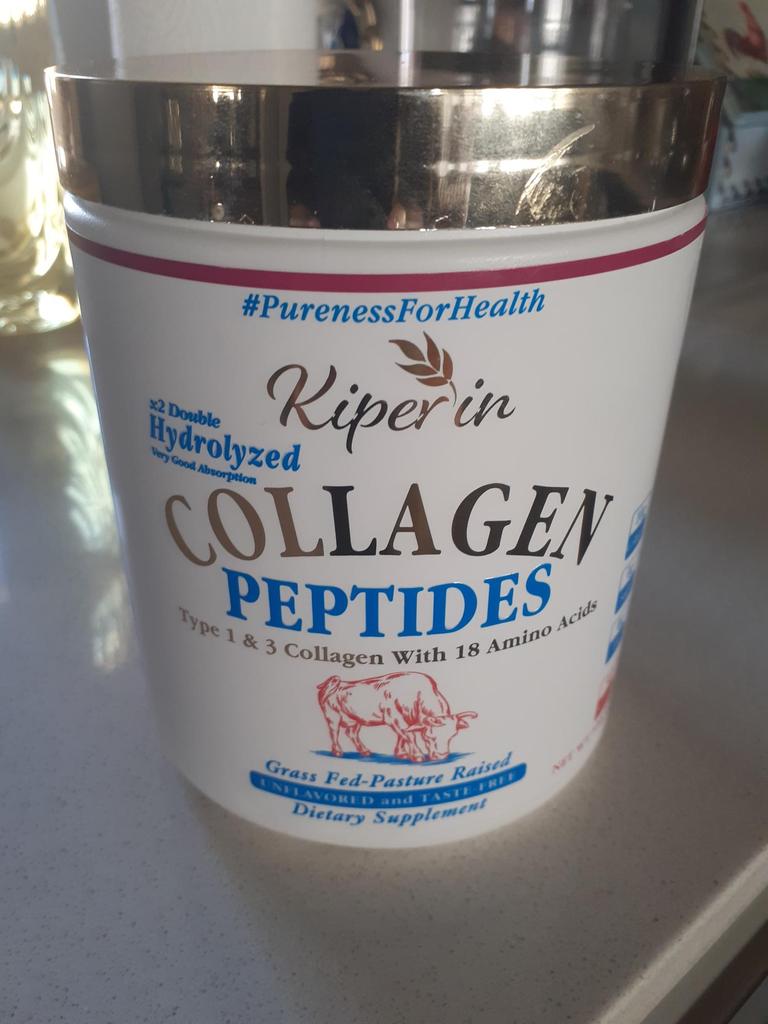 #PurenessForHealth
Kiperin
x2 Double
Hydrolyzed
Very Good Absorption
COLLAGEN
PEPTIDES
Type 1 & 3 Collagen With 18 Amino Acids
Grass Fed-Pasture Raised
UNFLAVORED and TASTE FREE
Dietary Supplement
NET